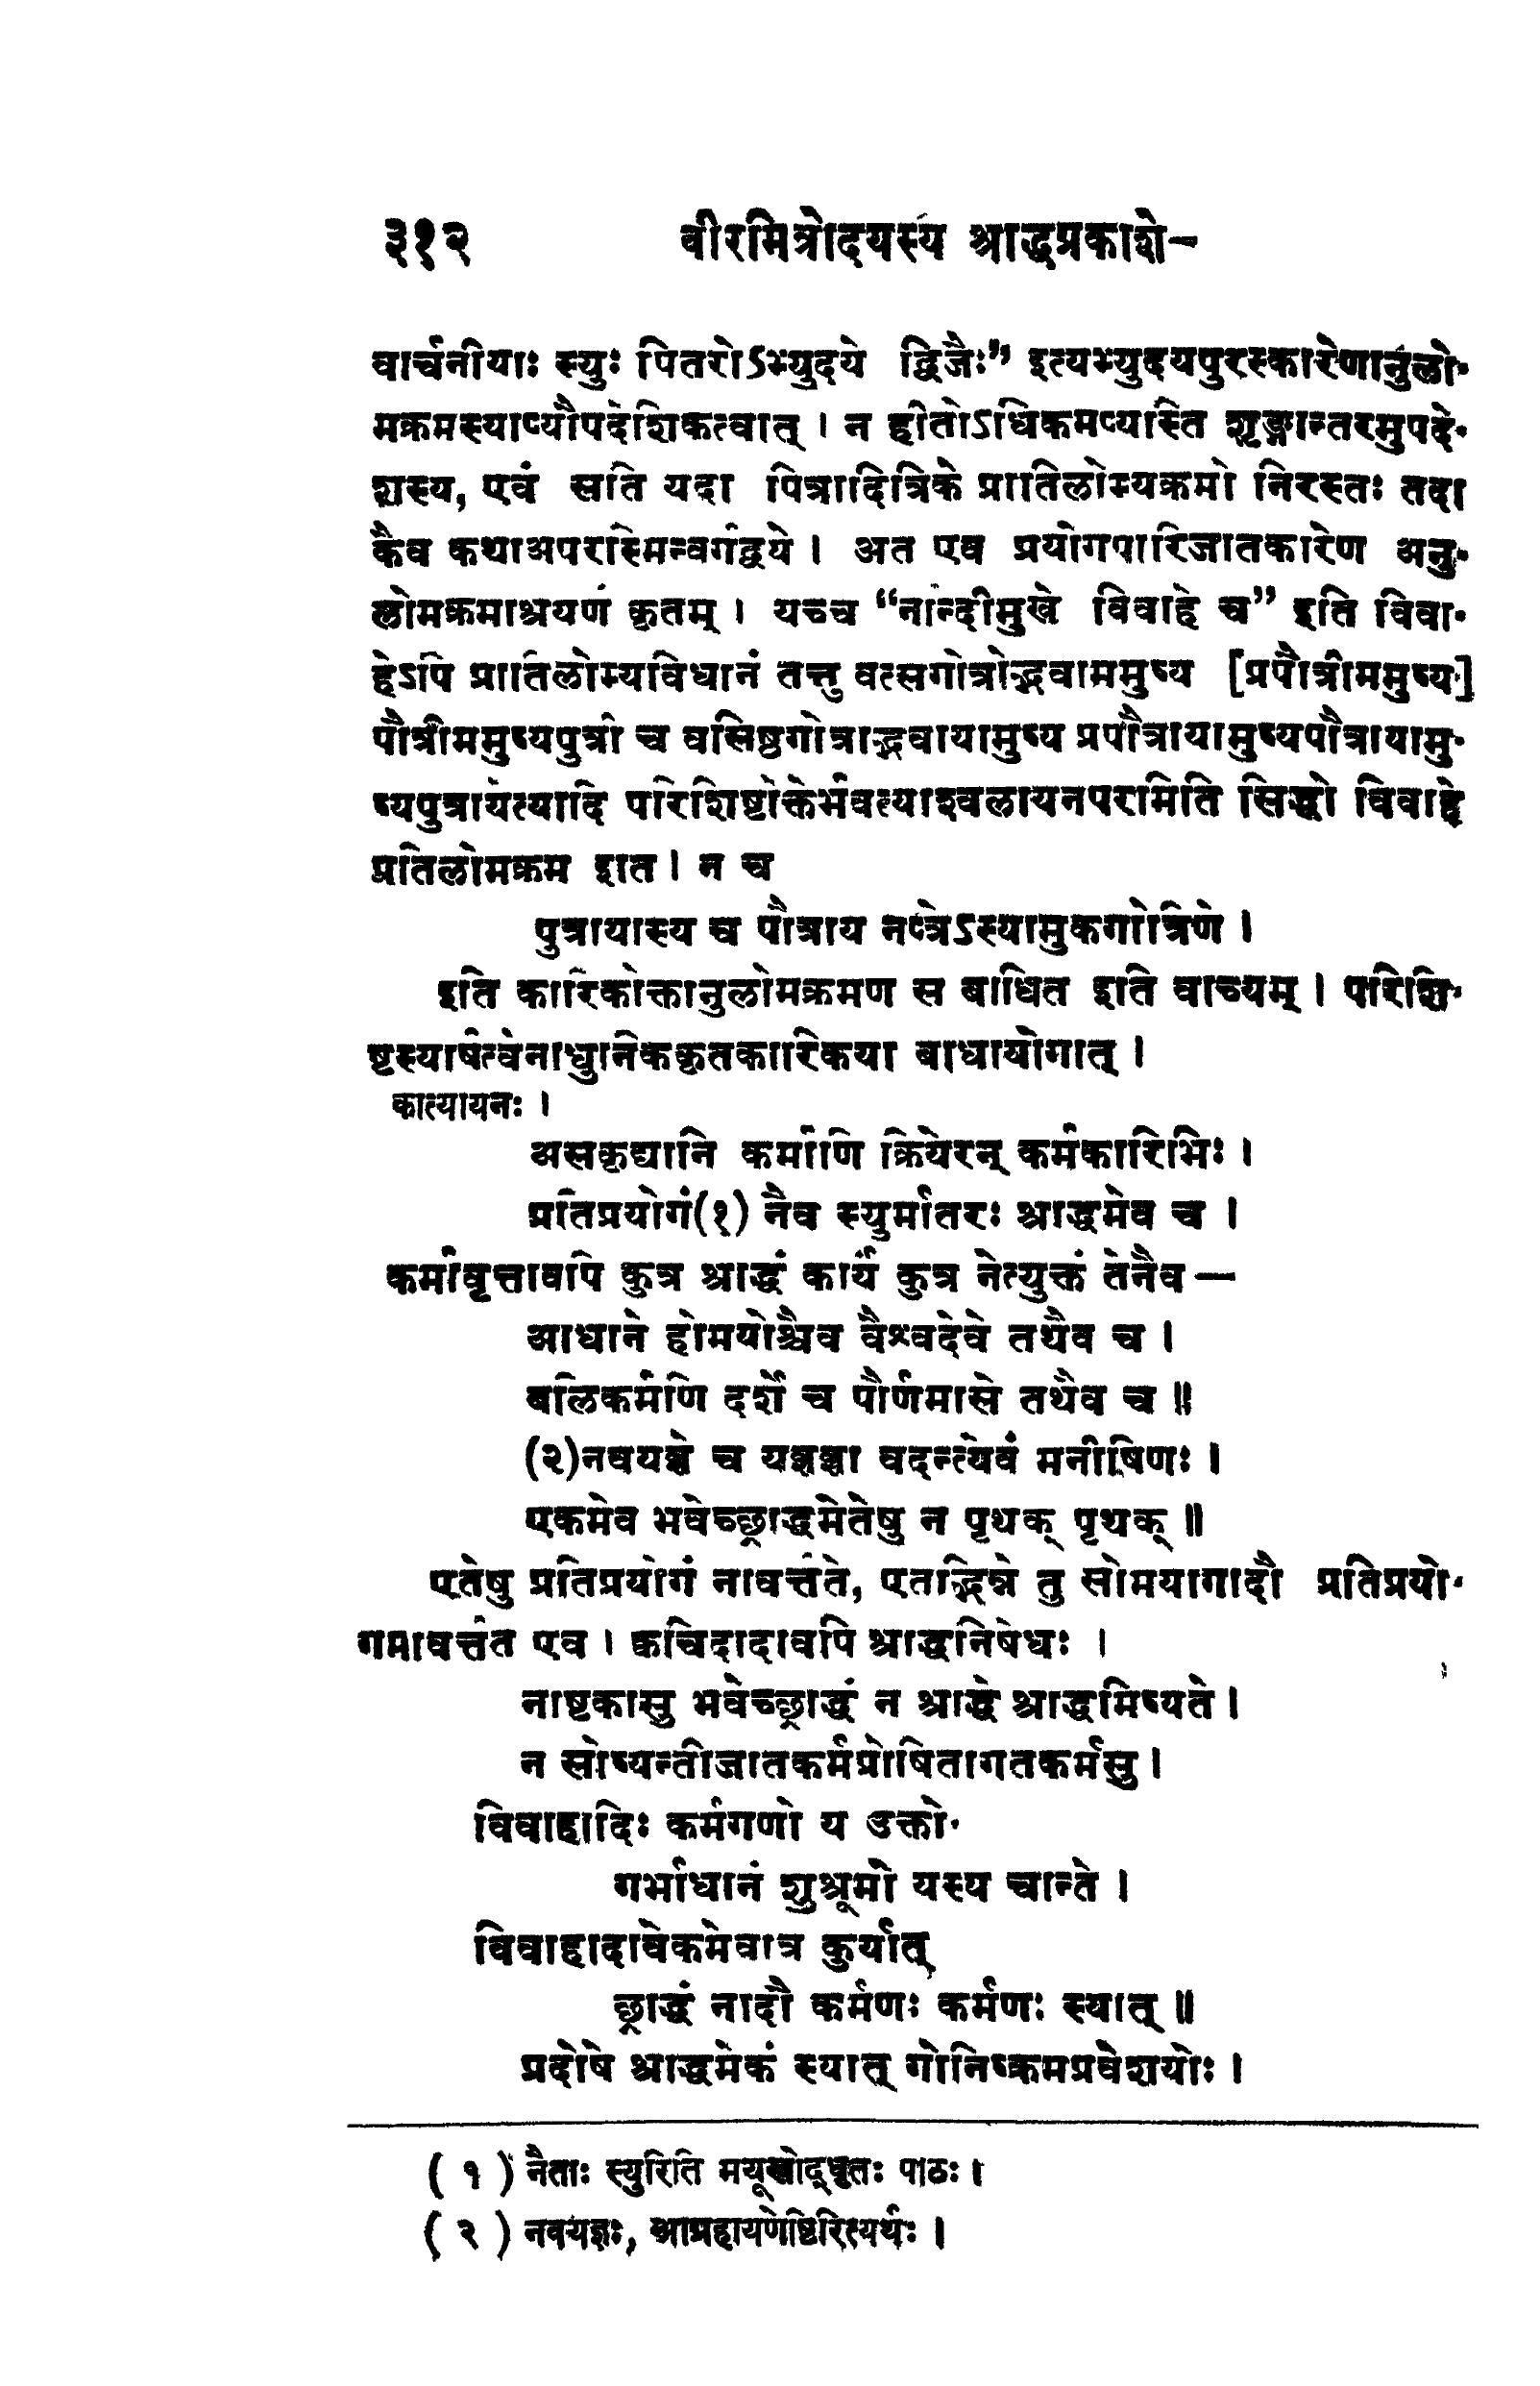 ३१२ वीरमित्रोदयस्य श्राद्धप्रकाशे-
वार्चनीयाः स्युः पितरोऽभ्युदये द्विजैः” इत्यभ्युदयपुरस्कारेणानुलो-
मक्रमस्याप्यौपदेशिकत्वात् । न हीतोऽधिकमप्यस्ति शृङ्गान्तरमुपदे-
शस्य, एवं सति यदा पित्रादित्रिके प्रातिलोम्यक्रमो निरस्तः तदा
कैव कथाअपरस्मिन्वर्गद्वये । अत एव प्रयोगपारिजातकारेण अनु-
लोमक्रमाश्रयणं कृतम् । यच्च “नान्दीमुखे विवाहे च” इति विवा-
हेऽपि प्रातिलोम्यविधानं तत्तु वत्सगोत्रोद्भवाममुष्य [प्रपौत्रीममुष्य]
पौत्रीममुष्यपुत्रीं च वसिष्ठगोत्राद्भवायामुष्य प्रपौत्रायामुष्यपौत्रायामु-
ष्यपुत्रायेत्यादि परिशिष्टोक्तेर्भवत्याश्वलायनपरमिति सिद्धो विवाहे
प्रतिलोमक्रम इात । न च
पुत्रायास्य च पौत्राय नप्त्रेऽस्यामुकगोत्रिणे ।
इति कारिकोक्तानुलोमक्रमण स बाधित इति वाच्यम् । परिशि-
ष्टस्यार्षत्वेनाधुनिककृतकारिकया बाधायोगात् ।
कात्यायनः ।
असकृद्यानि कर्माणि क्रियेरन् कर्मकारिभिः ।
प्रतिप्रयोगं(१) नैव स्युर्मातरः श्राद्धमेव च ।
कर्मावृत्तावपि कुत्र श्राद्धं कार्यं कुत्र नेत्युक्तं तेनैव —
आधाने होमयोश्चैव वैश्वदेवे तथैव च ।
बलिकर्मणि दर्शे च पौर्णमासे तथैव च ॥
(२)नवयज्ञे च यज्ञज्ञा वदन्त्येवं मनीषिणः ।
एकमेव भवेच्छ्राद्धमेतेषु न पृथक् पृथक् ॥
एतेषु प्रतिप्रयोगं नावर्त्तते, एतद्भिन्ने तु सोमयागादौ प्रतिप्रयो-
गमावर्त्तत एव । क्वचिदादावपि श्राद्धनिषेधः ।
नाष्टकासु भवेच्छ्राद्धं न श्राद्धे श्राद्धमिष्यते ।
न सोष्यन्तीजातकर्मप्रोषितागतकर्मसु ।
विवाहादिः कर्मगणो य उक्तो-
गर्भाधानं शुश्रूमो यस्य चान्ते ।
विवाहादावेकमेवात्र कुर्यात्
छ्राद्धं नादौ कर्मणः कर्मणः स्यात् ॥
प्रदोषे श्राद्धमेकं स्यात् गोनिष्क्रमप्रवेशयोः ।
( १ ) नैताः स्युरिति मयूखोद्धृतः पाठः ।
( २ ) नवयज्ञः, आग्रहायणेष्टिरित्यर्थः ।